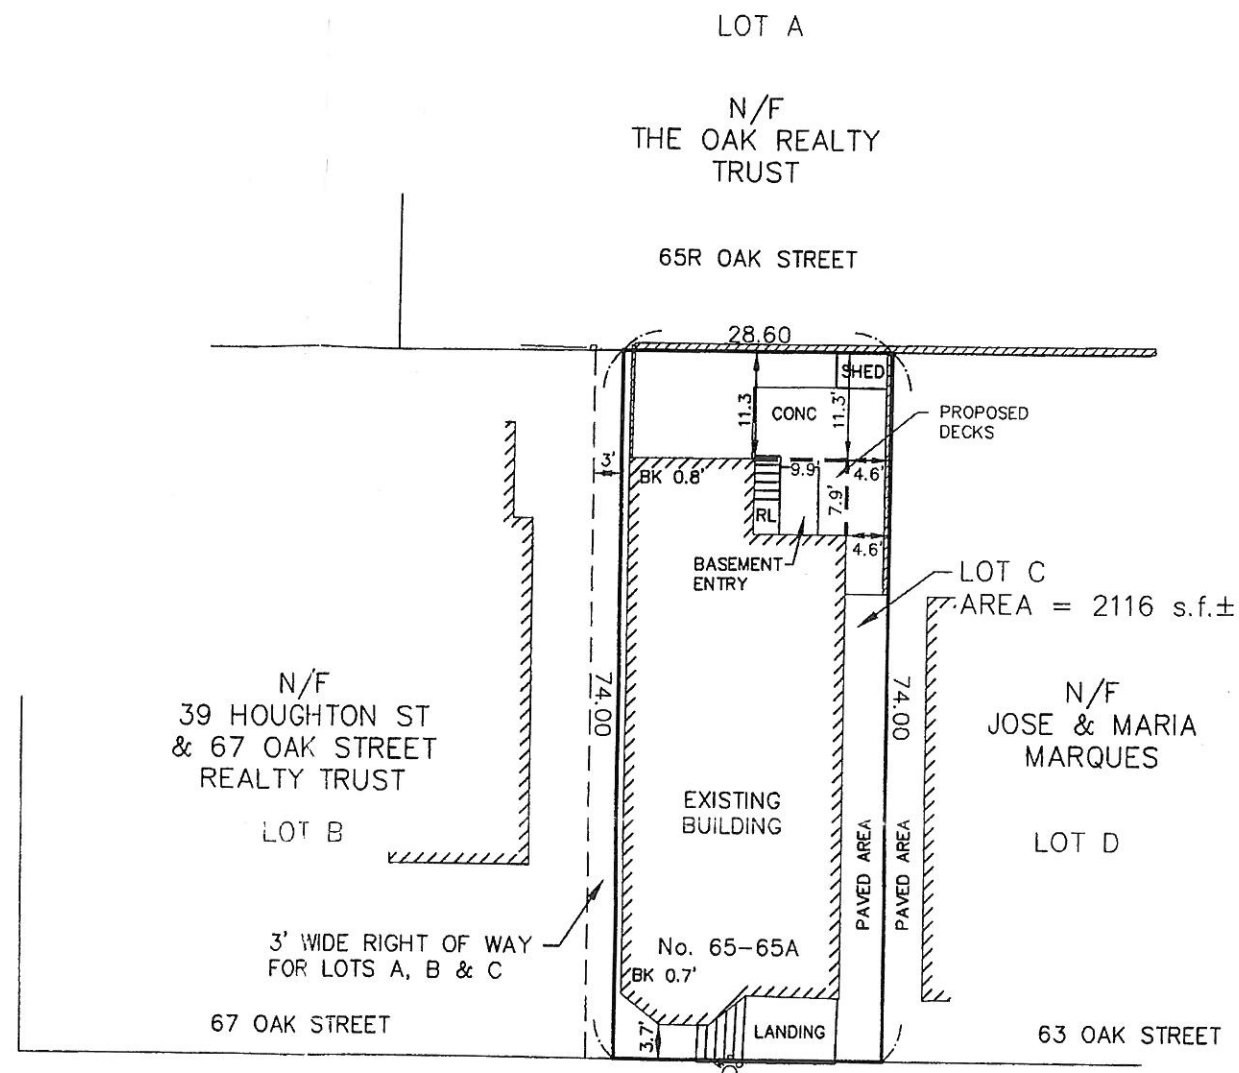 LOT A
N/F
THE OAK REALTY
TRUST
65R OAK STREET
28.60
SHED
11.3
CONC
11.3'
PROPOSED
DECKS
3'
BK 0.8'
9.9'
4.6'
7.9'
RL
4.6'
BASEMENT
ENTRY
LOT C
AREA = 2116 s.f.±
N/F
39 HOUGHTON ST
& 67 OAK STREET
REALTY TRUST
LOT B
74.00
74.00
N/F
JOSE & MARIA
MARQUES
LOT D
EXISTING
BUILDING
PAVED AREA
PAVED AREA
3' WIDE RIGHT OF WAY
FOR LOTS A, B & C
No. 65-65A
BK 0.7'
67 OAK STREET
3.7'
LANDING
63 OAK STREET